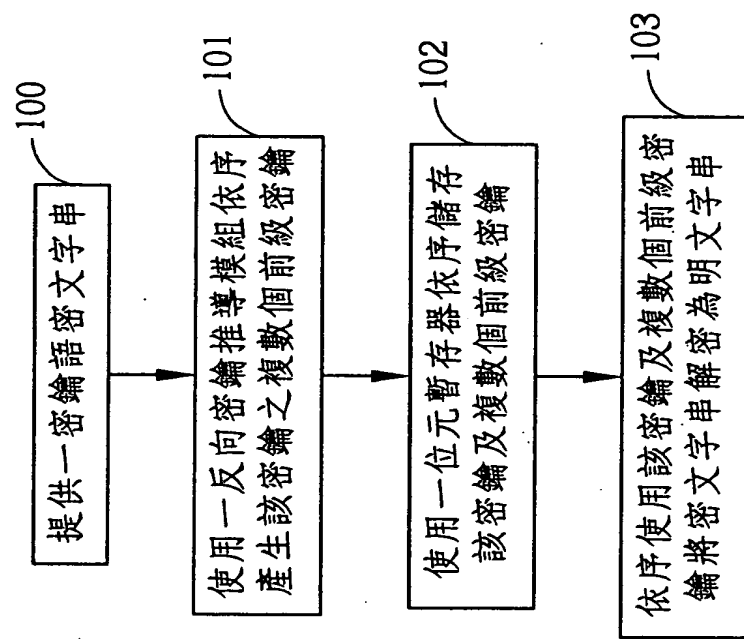 100
提供一密鑰語密文字串
101
使用一反向密鑰推導模組依序
產生該密鑰之複數個前級密鑰
102
使用一位元暫存器依序儲存
該密鑰及複數個前級密鑰
103
依序使用該密鑰及複數個前級密
鑰將密文字串解密為明文字串